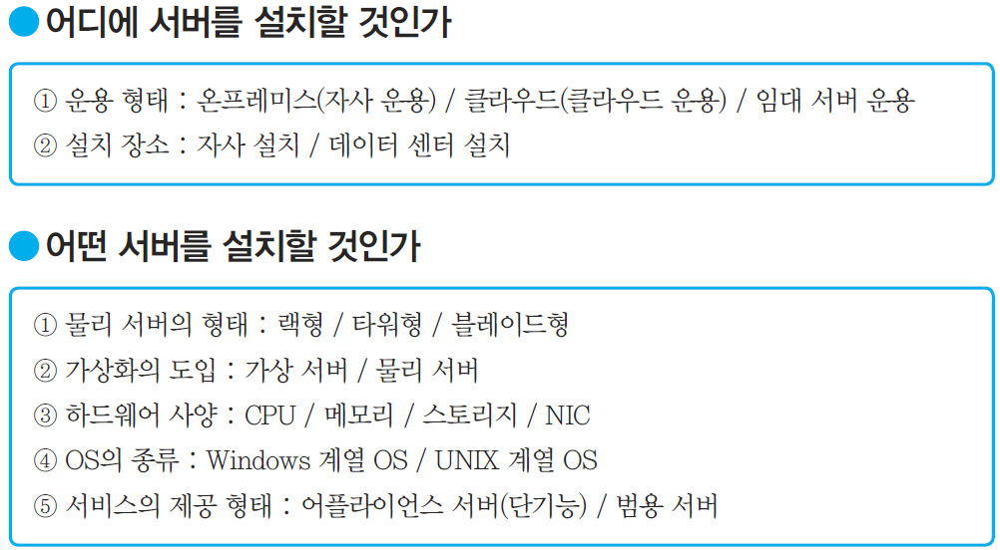 ● 어디에 서버를 설치할 것인가
① 운용 형태 : 온프레미스(자사 운용) / 클라우드(클라우드 운용) / 임대 서버 운용
② 설치 장소 : 자사 설치 / 데이터 센터 설치
● 어떤 서버를 설치할 것인가
① 물리 서버의 형태 : 랙형 / 타워형 / 블레이드형
② 가상화의 도입 : 가상 서버 / 물리 서버
③ 하드웨어 사양 : CPU / 메모리 / 스토리지 / NIC
④ OS의 종류 : Windows 계열 OS / UNIX 계열 OS
⑤ 서비스의 제공 형태 : 어플라이언스 서버(단기능) / 범용 서버